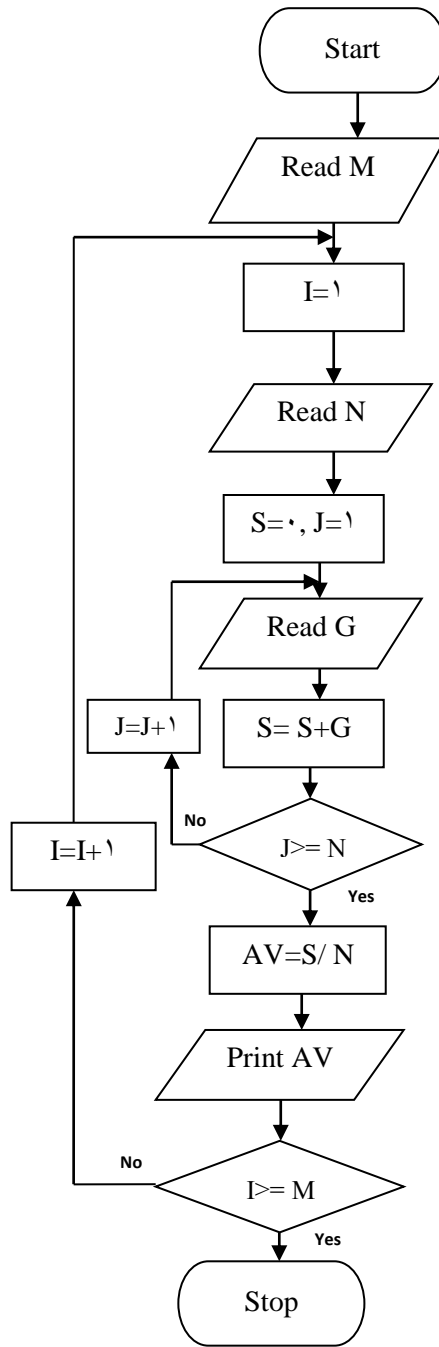 Start
Read M
I=١
Read N
S=٠, J=١
Read G
J=J+١
S= S+G
No
I=I+١
J>= N
Yes
AV=S/ N
Print AV
No
I>= M
Yes
Stop